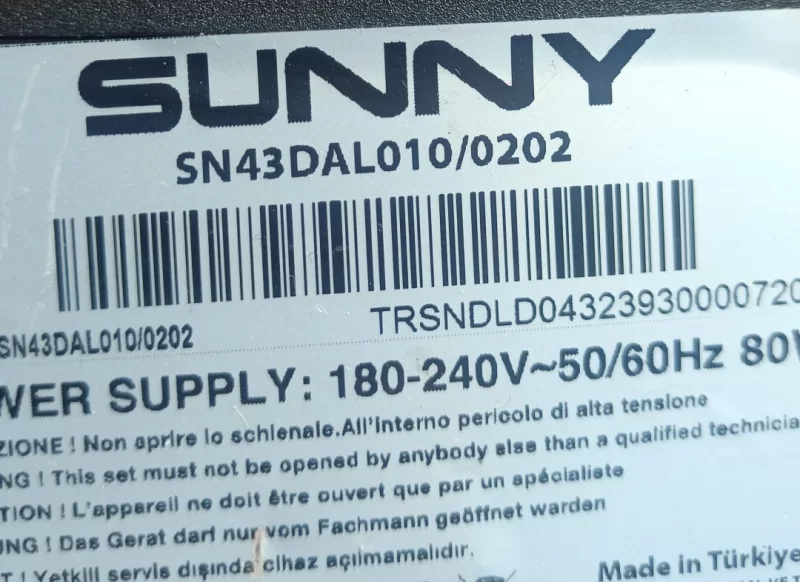 SUNNY
SN43DAL010/0202
SN43DAL010/0202 TRSNDLD04323930000720
WER SUPPLY: 180-240V~50/60Hz 80W
ZIONE ! Non aprire lo schienale.All'interno pericolo di alta tensione
NG ! This set must not be opened by anybody else than a qualified technicia
TION ! L'appareil ne doit être ouvert que par un spécialiste
UNG ! Das Gerat darf nur vom Fachmann geöffnet warden
T ! Yetkili servis dışında cihaz açılmamalıdır.
Made in Türkiye